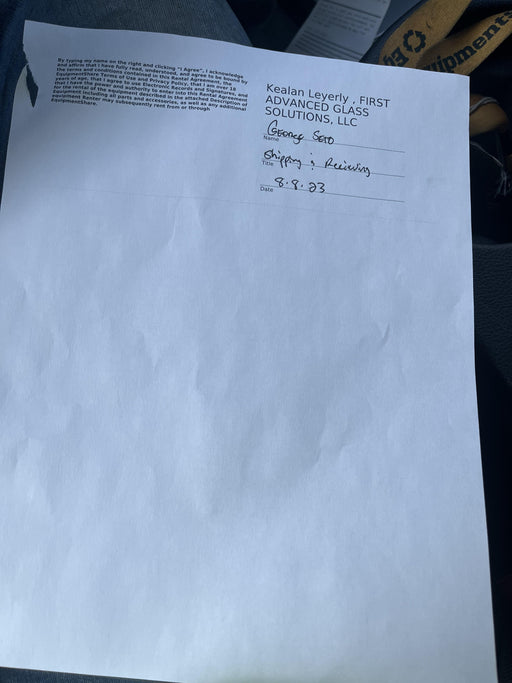 By typing my name on the right and clicking "I Agree", I acknowledge
and affirm that I have fully read, understood, and agree to be bound by
the terms and conditions contained in this Rental Agreement, the
EquipmentShare Terms of Use and Privacy Policy, that I am over 18
years of age, that I agree to use Electronic Records and Signatures, and
that I have the power and authority to enter into this Rental Agreement
for the rental of the equipment described in the attached Description of
Equipment including all parts and accessories, as well as any additional
equipment Renter may subsequently rent from or through
EquipmentShare.
Kealan Leyerly , FIRST
ADVANCED GLASS
SOLUTIONS, LLC
George Soto
Name
Shipping & Recieving
Title
8.9.23
Date
Eq
uipment